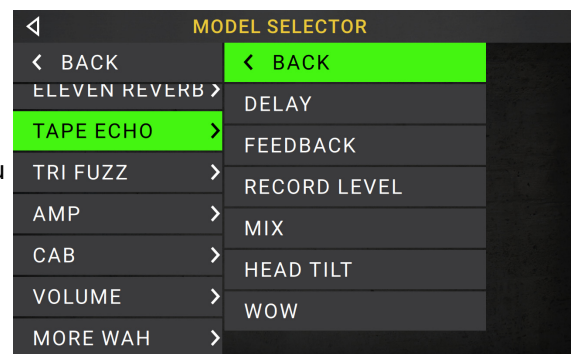 MODEL SELECTOR
< BACK
ELEVEN REVERB >
TAPE ECHO >
TRI FUZZ >
AMP >
CAB >
VOLUME >
MORE WAH >
< BACK
DELAY
FEEDBACK
RECORD LEVEL
MIX
HEAD TILT
WOW